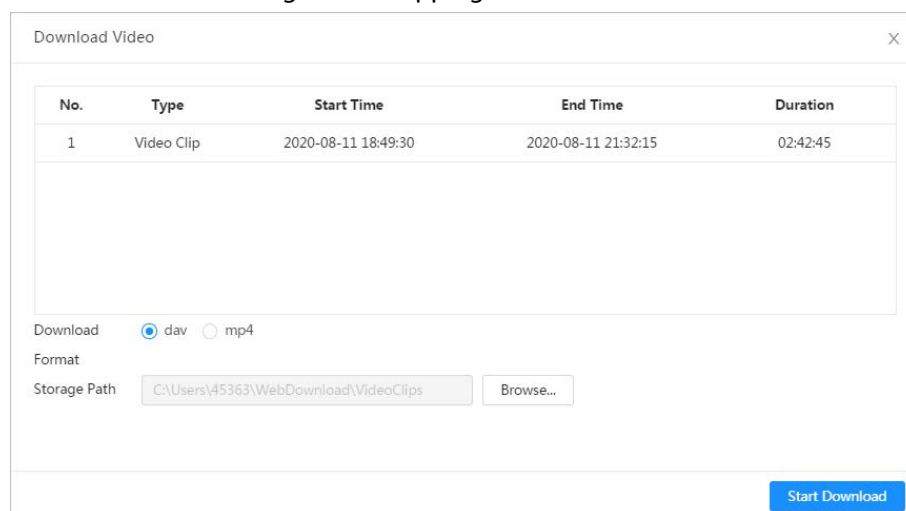 Download Video
No. Type Start Time End Time Duration
1 Video Clip 2020-08-11 18:49:30 2020-08-11 21:32:15 02:42:45
Download dav mp4
Format
Storage Path C:\Users\45363\WebDownload\VideoClips Browse...
Start Download